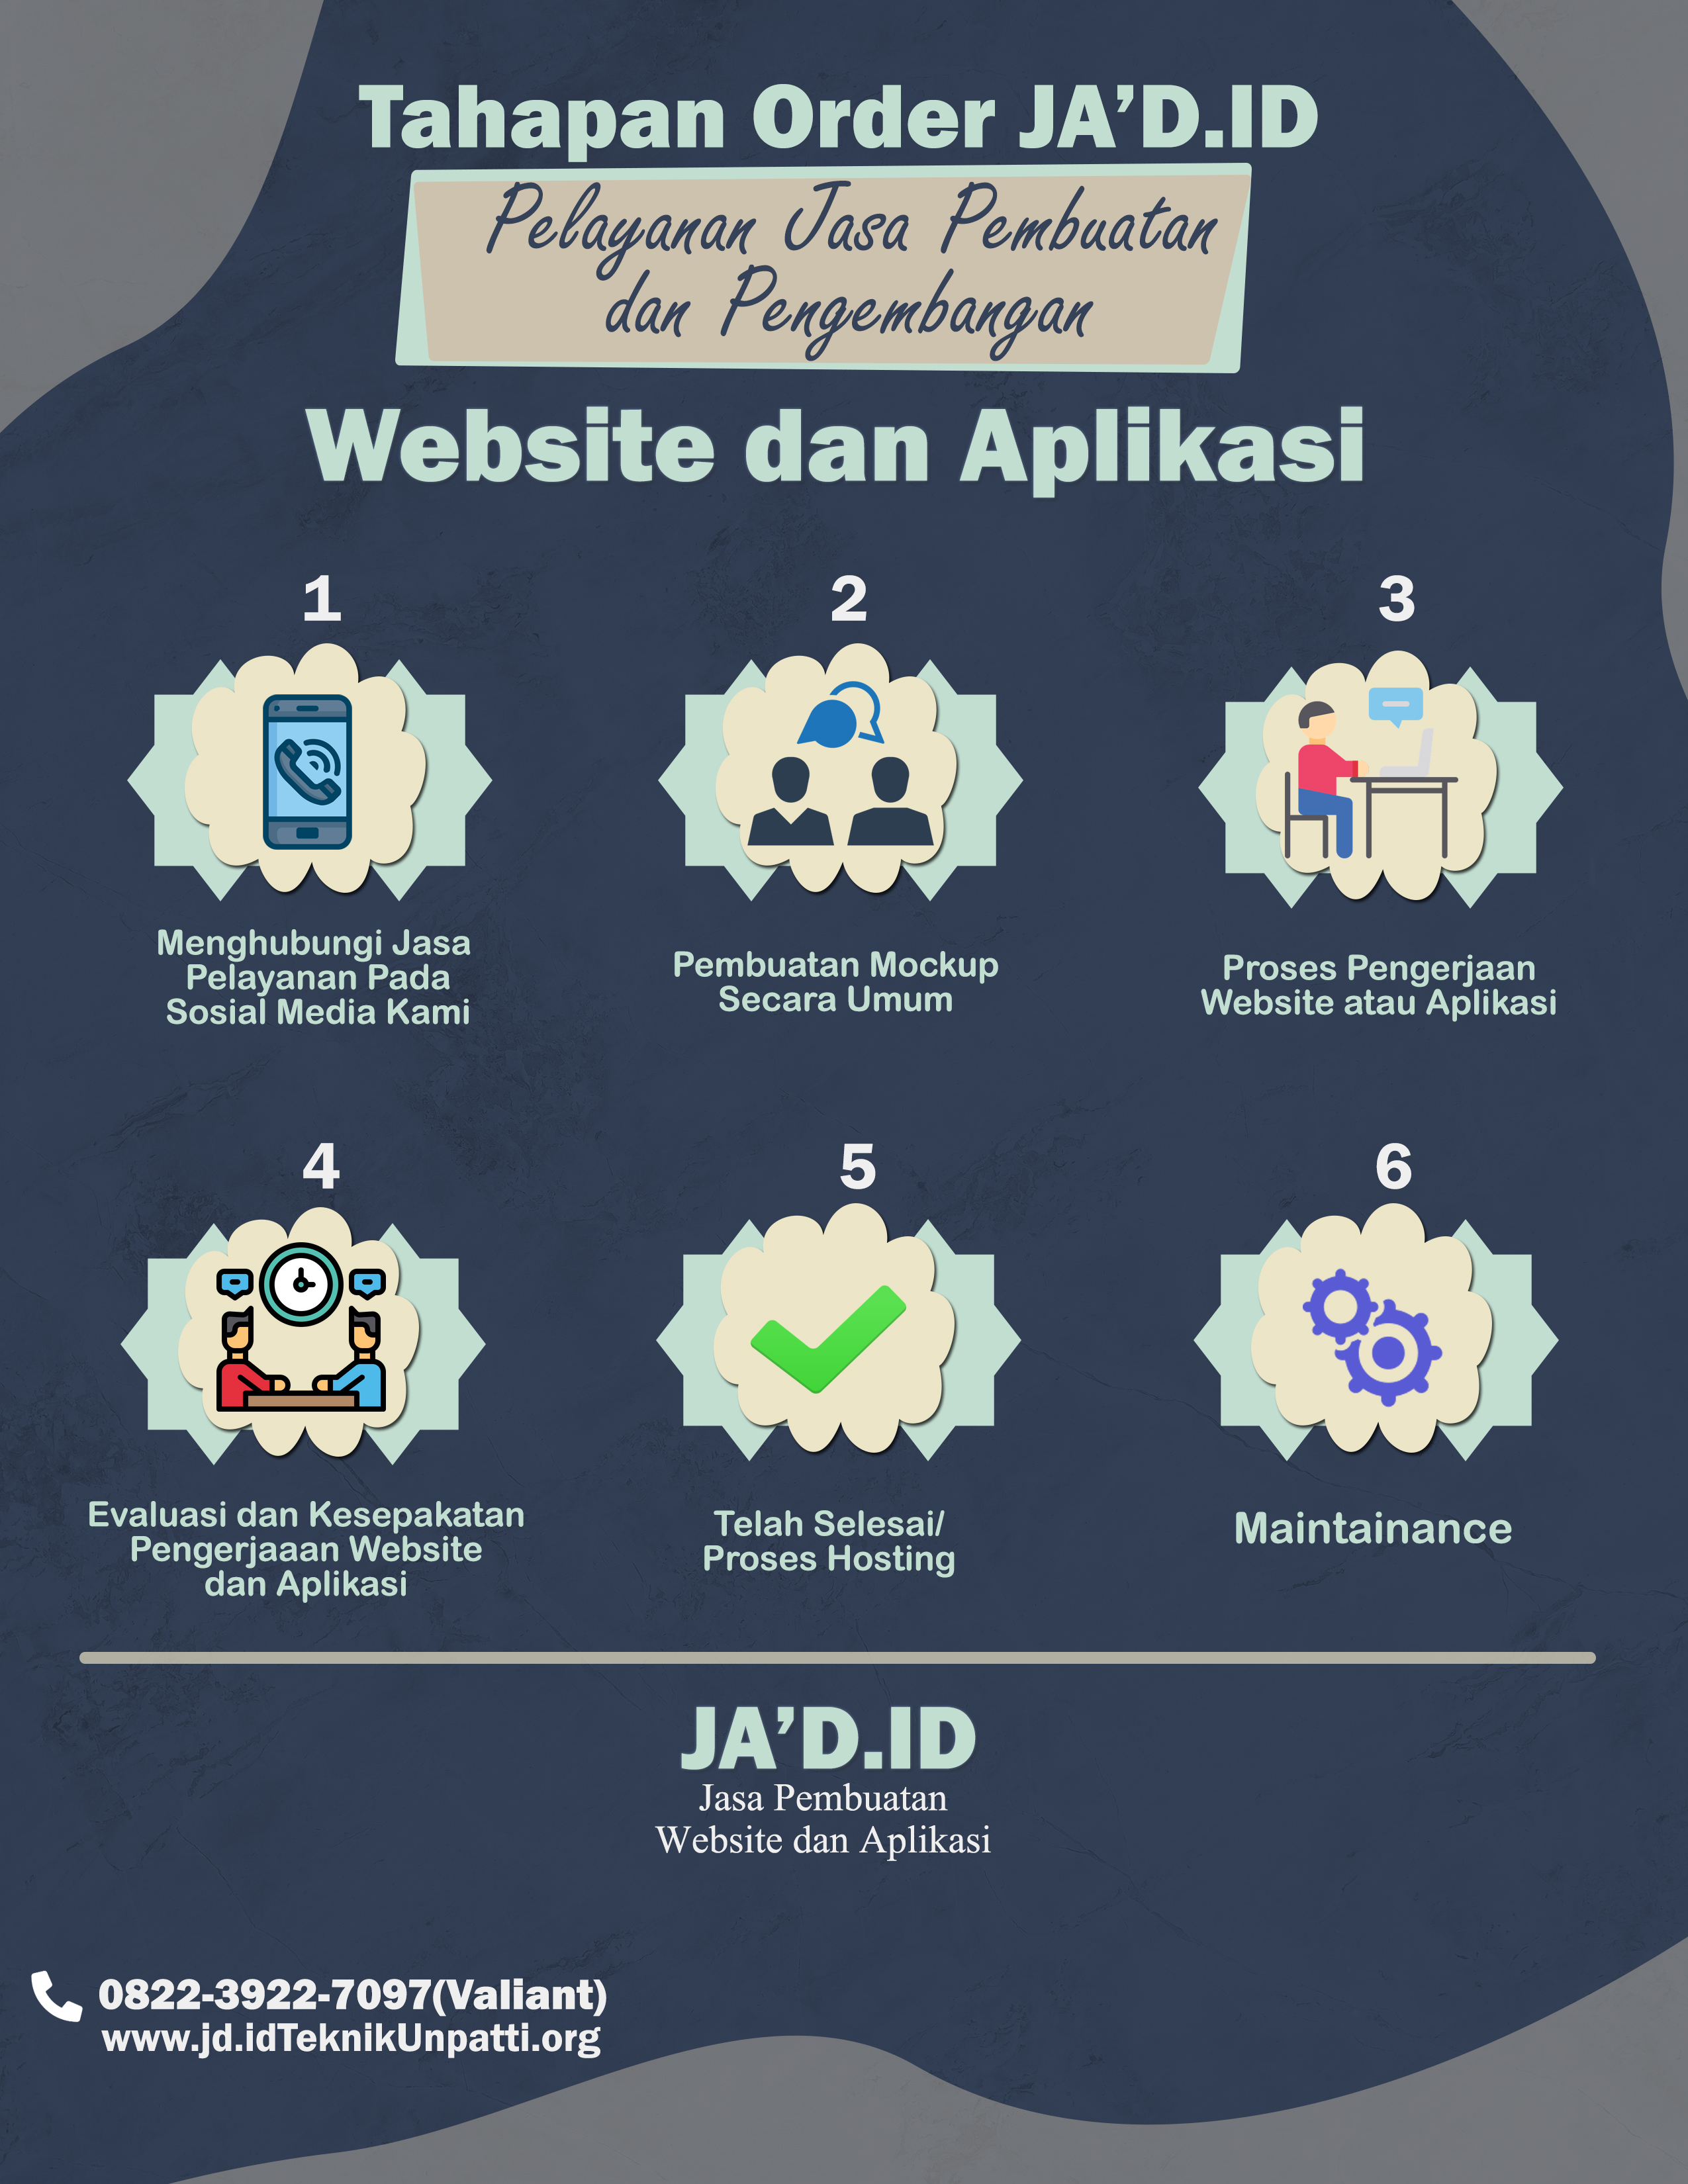 Tahapan Order JA’D.ID
Pelayanan Jasa Pembuatan
dan Pengembangan
Website dan Aplikasi
1
Menghubungi Jasa
Pelayanan Pada
Sosial Media Kami
2
Pembuatan Mockup
Secara Umum
3
Proses Pengerjaan
Website atau Aplikasi
4
Evaluasi dan Kesepakatan
Pengerjaaan Website
dan Aplikasi
5
Telah Selesai/
Proses Hosting
6
Maintainance
JA’D.ID
Jasa Pembuatan
Website dan Aplikasi
0822-3922-7097(Valiant)
www.jd.idTeknikUnpatti.org